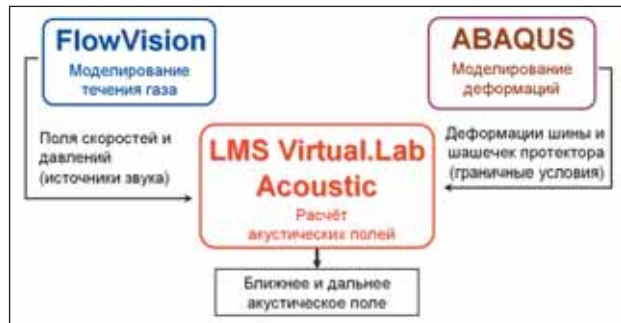 FlowVision
Моделирование
течения газа
ABAQUS
Моделирование
деформаций
Поля скоростей и
давлений
(источники звука)
LMS Virtual.Lab
Acoustic
Расчёт
акустических полей
Деформации шины и
шашечек протектора
(граничные условия)
Ближнее и дальнее
акустическое поле